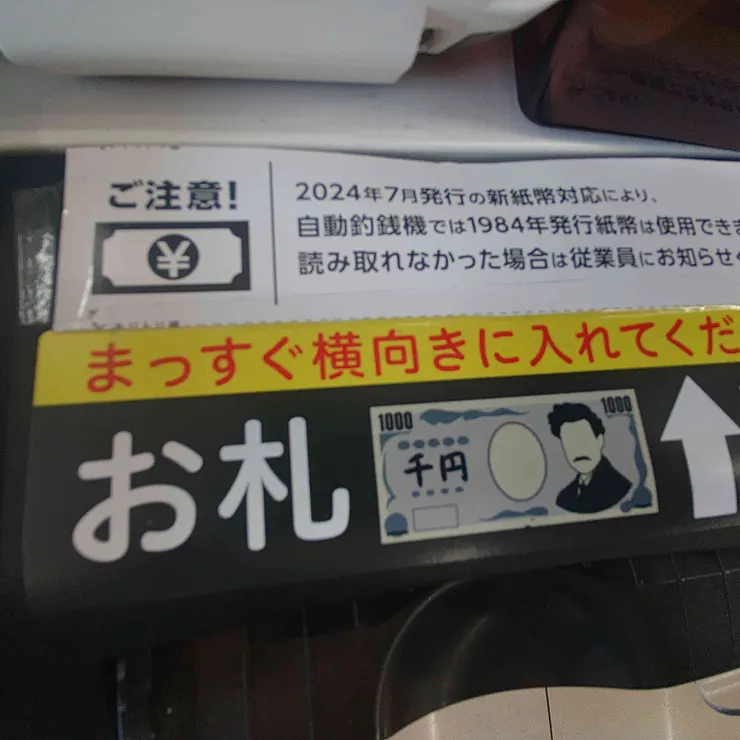 ご注意!
¥
2024年7月発行の新紙幣対応により、
自動釣銭機では1984年発行紙幣は使用できま
読み取れなかった場合は従業員にお知らせく
まっすぐ横向きに入れてくだ
お札
1000
1000
千円